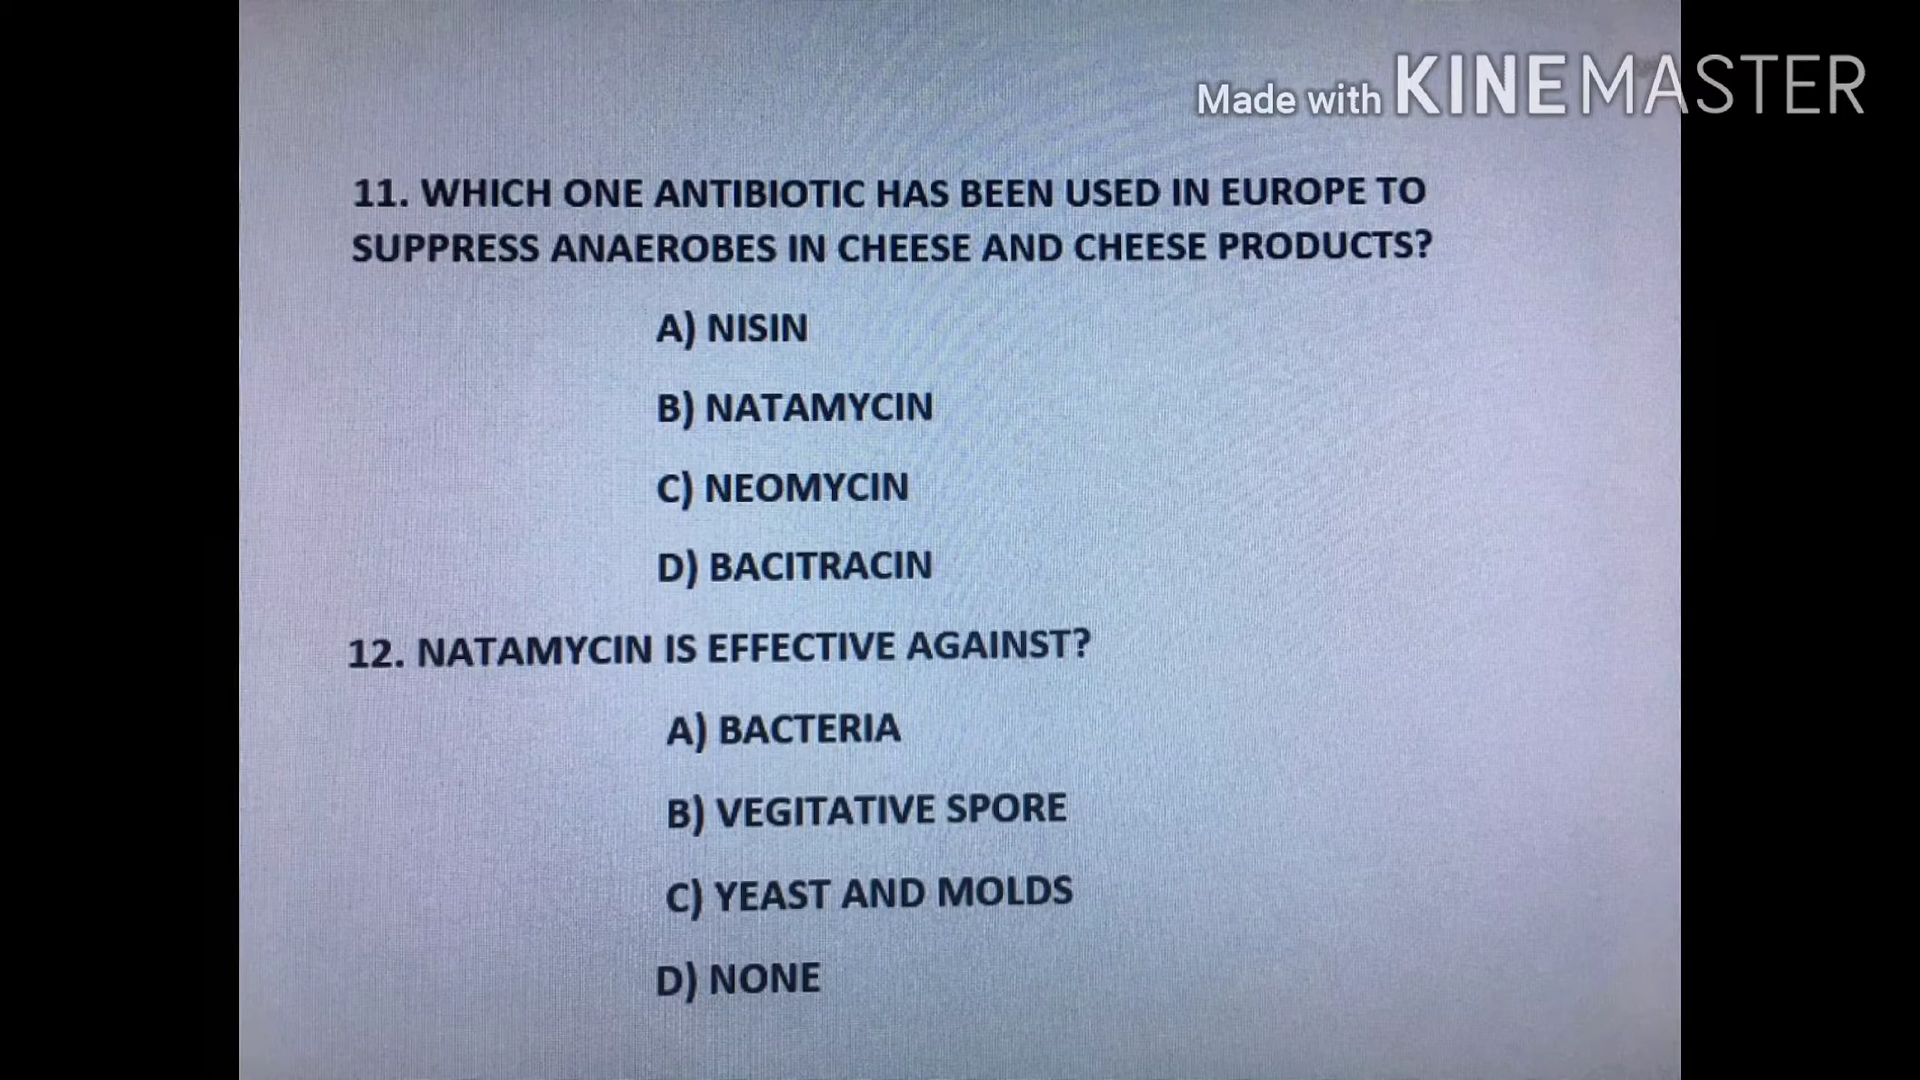 Made with KINEMASTER
11. WHICH ONE ANTIBIOTIC HAS BEEN USED IN EUROPE TO
SUPPRESS ANAEROBES IN CHEESE AND CHEESE PRODUCTS?
A) NISIN
B) NATAMYCIN
C) NEOMYCIN
D) BACITRACIN
12. NATAMYCIN IS EFFECTIVE AGAINST?
A) BACTERIA
B) VEGITATIVE SPORE
C) YEAST AND MOLDS
D) NONE